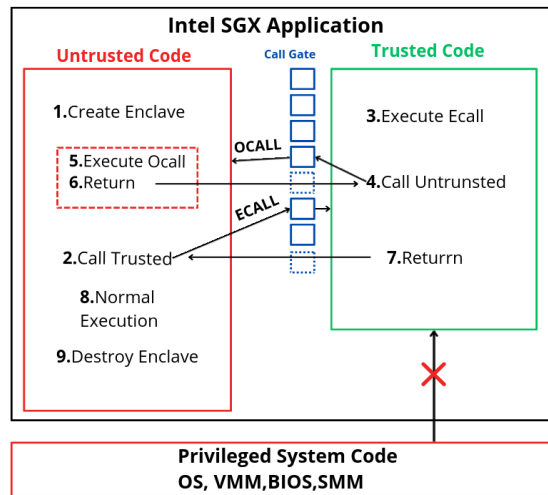 Intel SGX Application
Untrusted Code
Call Gate
Trusted Code
1.Create Enclave
3.Execute Ecall
OCALL
5.Execute Ocall
6.Return
4.Call Untrunsted
ECALL
2.Call Trusted
7.Returrn
8.Normal
Execution
9.Destroy Enclave
Privileged System Code
OS, VMM,BIOS,SMM